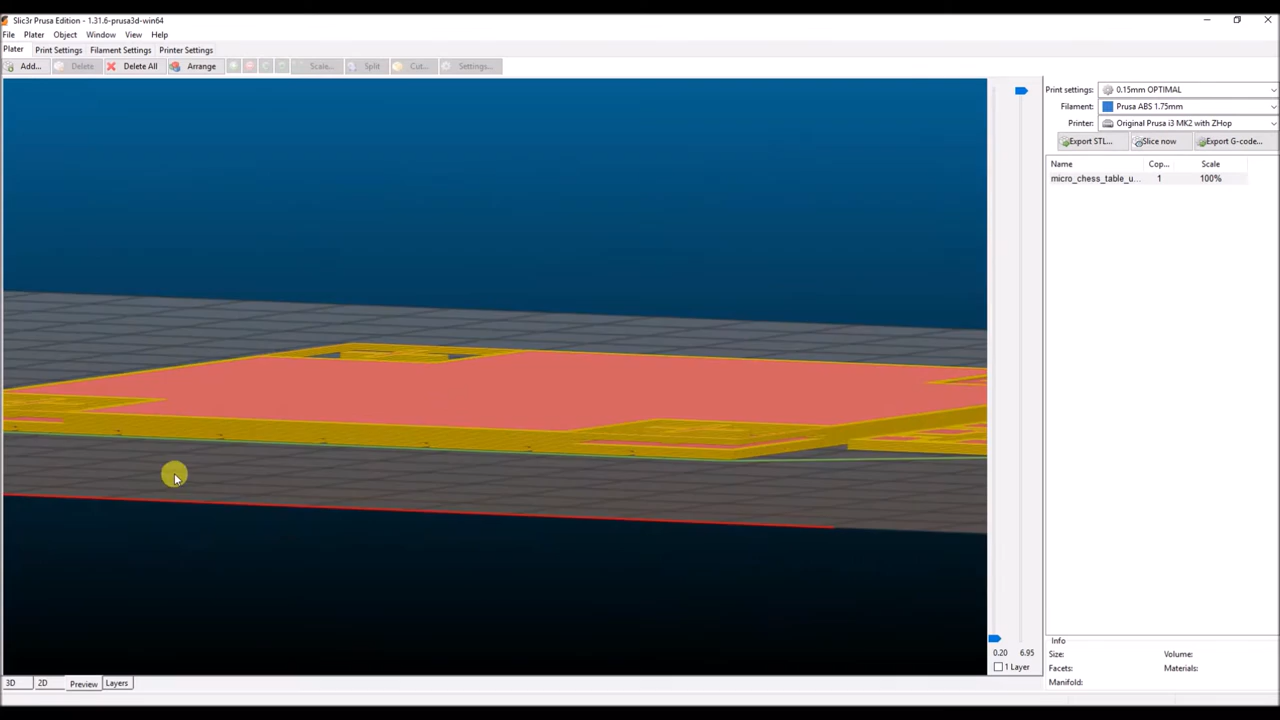 Slic3r Prusa Edition - 1.31.6-prusa3d-win64
File Plater Object Window View Help
Plater Print Settings Filament Settings Printer Settings
Add... Delete Delete All Arrange Scale... Split Cut... Settings...
Print settings: 0.15mm OPTIMAL
Filament: Prusa ABS 1.75mm
Printer: Original Prusa i3 MK2 with ZHop
Export STL... Slice now Export G-code...
Name Cop... Scale
micro_chess_table_u... 1 100%
Info
0.20 6.95
Size: Volume:
1 Layer
Facets: Materials:
Manifold:
3D 2D Preview Layers